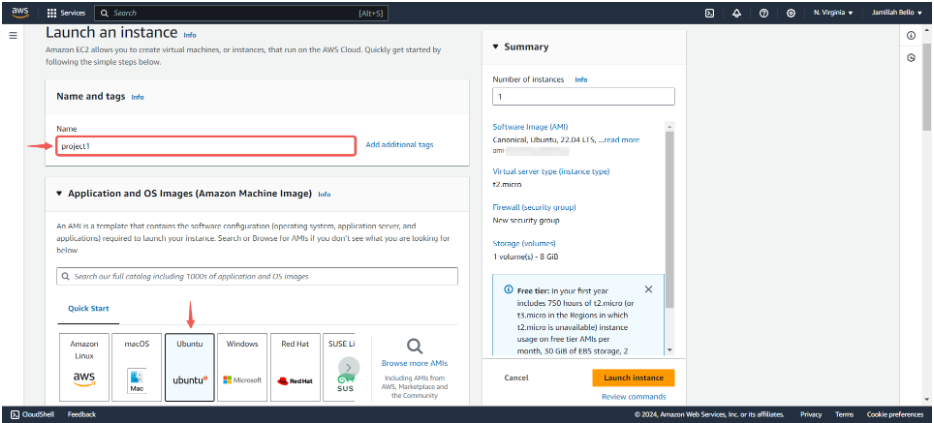 aws
Services
Search
[Alt+S]
N. Virginia
Jamillah Bello
Launch an instance Info
Amazon EC2 allows you to create virtual machines, or instances, that run on the AWS Cloud. Quickly get started by
following the simple steps below.
Name and tags Info
Name
project1
Add additional tags
Application and OS Images (Amazon Machine Image) Info
An AMI is a template that contains the software configuration (operating system, application server, and
applications) required to launch your instance. Search or Browse for AMIs if you don't see what you are looking for
below
Search our full catalog including 1000s of application and OS images
Quick Start
Amazon
Linux
aws
macOS
Mac
Ubuntu
ubuntu
Windows
Microsoft
Red Hat
Red Hat
SUSE Li
SUS
Browse more AMIs
Including AMIs from
AWS, Marketplace and
the Community
Summary
Number of instances Info
1
Software Image (AMI)
Canonical, Ubuntu, 22.04 LTS, ...read more
ami
Virtual server type (instance type)
t2.micro
Firewall (security group)
New security group
Storage (volumes)
1 volume(s) - 8 GiB
Free tier: In your first year
includes 750 hours of t2.micro (or
t3.micro in the Regions in which
t2.micro is unavailable) instance
usage on free tier AMIs per
month, 30 GiB of EBS storage, 2
Cancel
Launch instance
Review commands
CloudShell
Feedback
© 2024, Amazon Web Services, Inc. or its affiliates.
Privacy
Terms
Cookie preferences